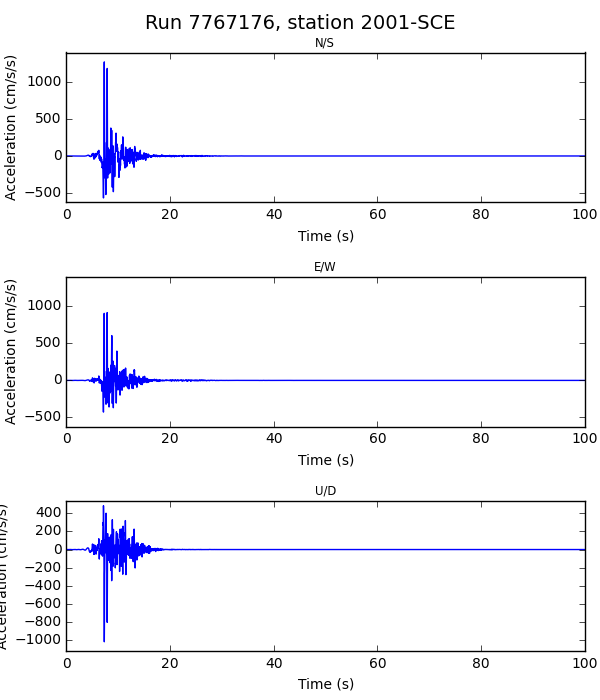 Run 7767176, station 2001-SCE
N/S
Acceleration (cm/s/s)
1000
500
0
−500
0 20 40 60 80 100
Time (s)
E/W
Acceleration (cm/s/s)
1000
500
0
−500
0 20 40 60 80 100
Time (s)
U/D
Acceleration (cm/s/s)
400
200
0
−200
−400
−600
−800
−1000
0 20 40 60 80 100
Time (s)